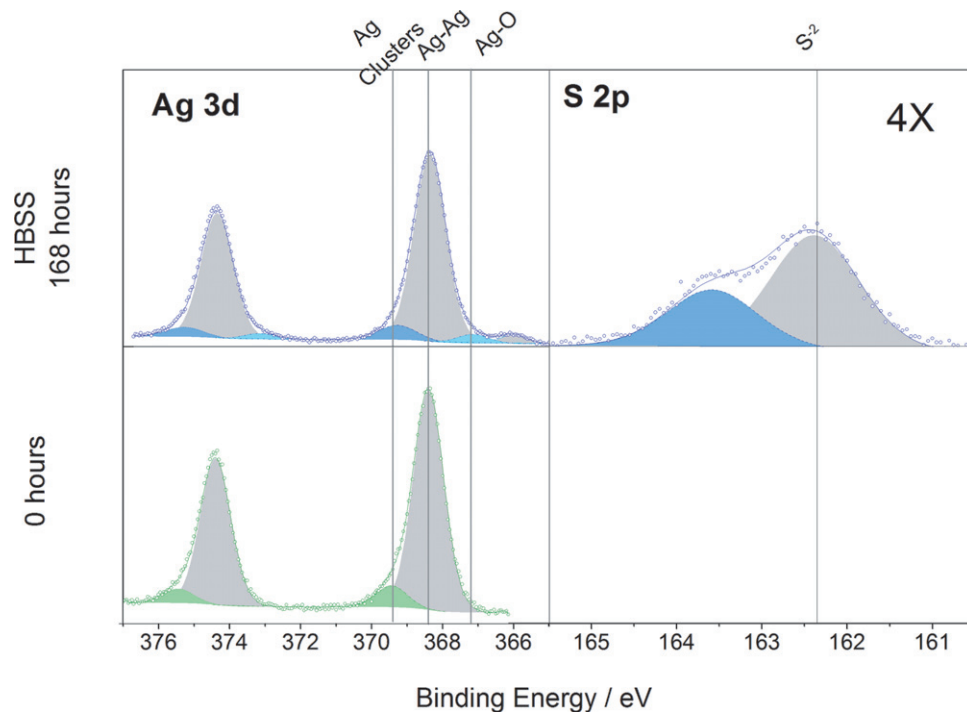 Ag
Clusters
Ag-Ag
Ag-O
S-2
Ag 3d
S 2p
4X
HBSS
168 hours
0 hours
376
374
372
370
368
366
165
164
163
162
161
Binding Energy / eV